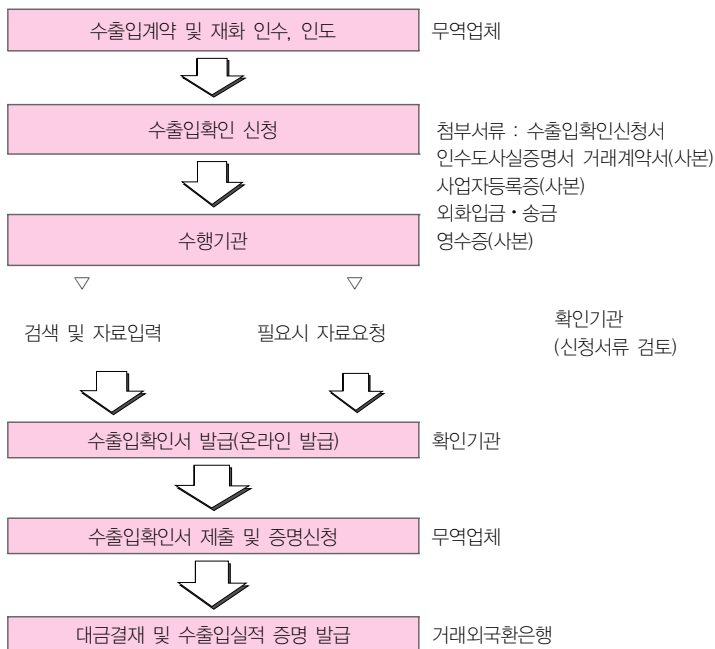 수출입계약 및 재화 인수, 인도
무역업체
수출입확인 신청
첨부서류 : 수출입확인신청서
인수도사실증명서 거래계약서(사본)
사업자등록증(사본)
외화입금・송금
영수증(사본)
수행기관
▽ ▽
검색 및 자료입력
필요시 자료요청
확인기관
(신청서류 검토)
수출입확인서 발급(온라인 발급)
확인기관
수출입확인서 제출 및 증명신청
무역업체
대금결재 및 수출입실적 증명 발급
거래외국환은행